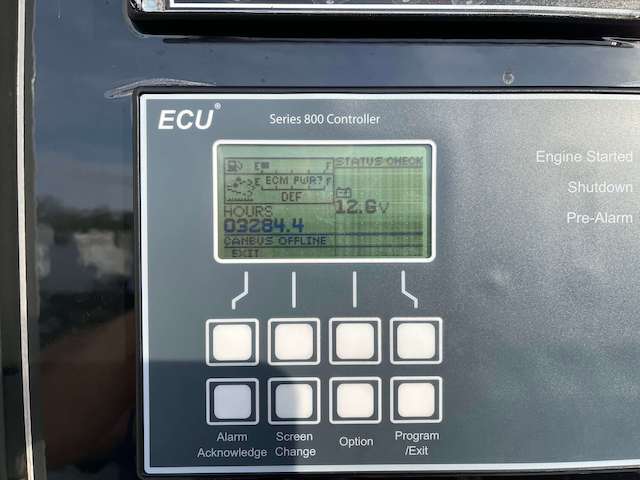 ECU®
Series 800 Controller
STATUS CHECK
E F
ECM PWR?
E F
DEF
12.6V
HOURS
03284.4
CANBUS OFFLINE
EXIT
Engine Started
Shutdown
Pre-Alarm
Alarm
Acknowledge
Screen
Change
Option
Program
/Exit